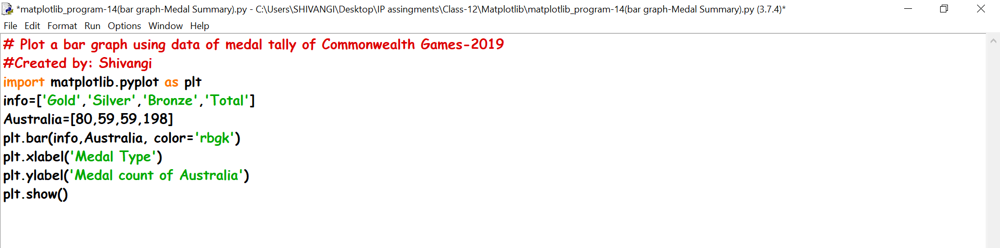 *matplotlib_program-14(bar graph-Medal Summary).py - C:\Users\SHIVANGI\Desktop\IP assingments\Class-12\Matplotlib\matplotlib_program-14(bar graph-Medal Summary).py (3.7.4)*
File Edit Format Run Options Window Help
# Plot a bar graph using data of medal tally of Commonwealth Games-2019
#Created by: Shivangi
import matplotlib.pyplot as plt
info=['Gold','Silver','Bronze','Total']
Australia=[80,59,59,198]
plt.bar(info,Australia, color='rbgk')
plt.xlabel('Medal Type')
plt.ylabel('Medal count of Australia')
plt.show()